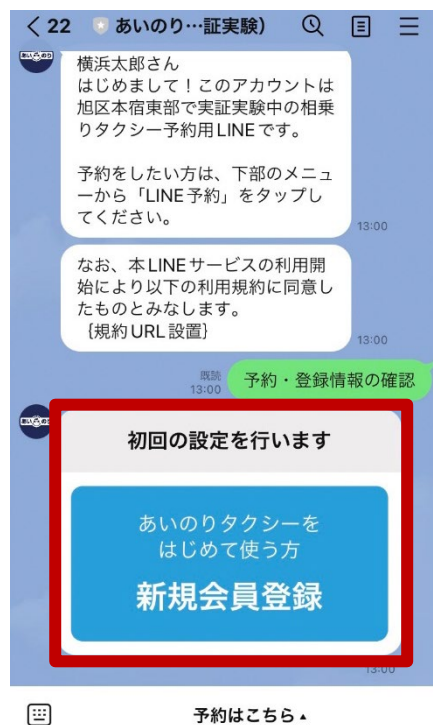 22 あいのり…証実験）
あいのり
横浜太郎さん
はじめまして！このアカウントは
旭区本宿東部で実証実験中の相乗
りタクシー予約用LINEです。
予約をしたい方は、下部のメニュ
ーから「LINE予約」をタップし
てください。
13:00
なお、本LINEサービスの利用開
始により以下の利用規約に同意し
たものとみなします。
｛規約URL設置｝
13:00
既読
13:00
予約・登録情報の確認
あいのり
初回の設定を行います
あいのりタクシーを
はじめて使う方
新規会員登録
13:00
予約はこちら▲